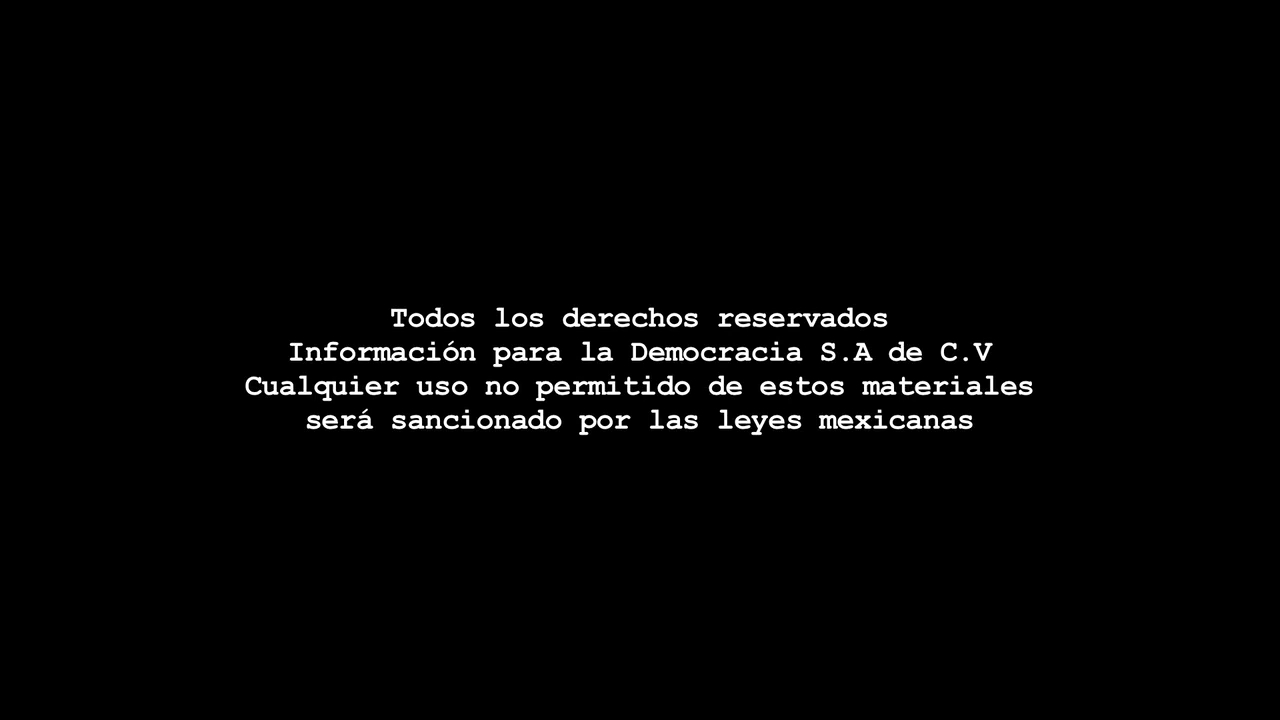 Todos los derechos reservados
Información para la Democracia S.A de C.V
Cualquier uso no permitido de estos materiales
será sancionado por las leyes mexicanas